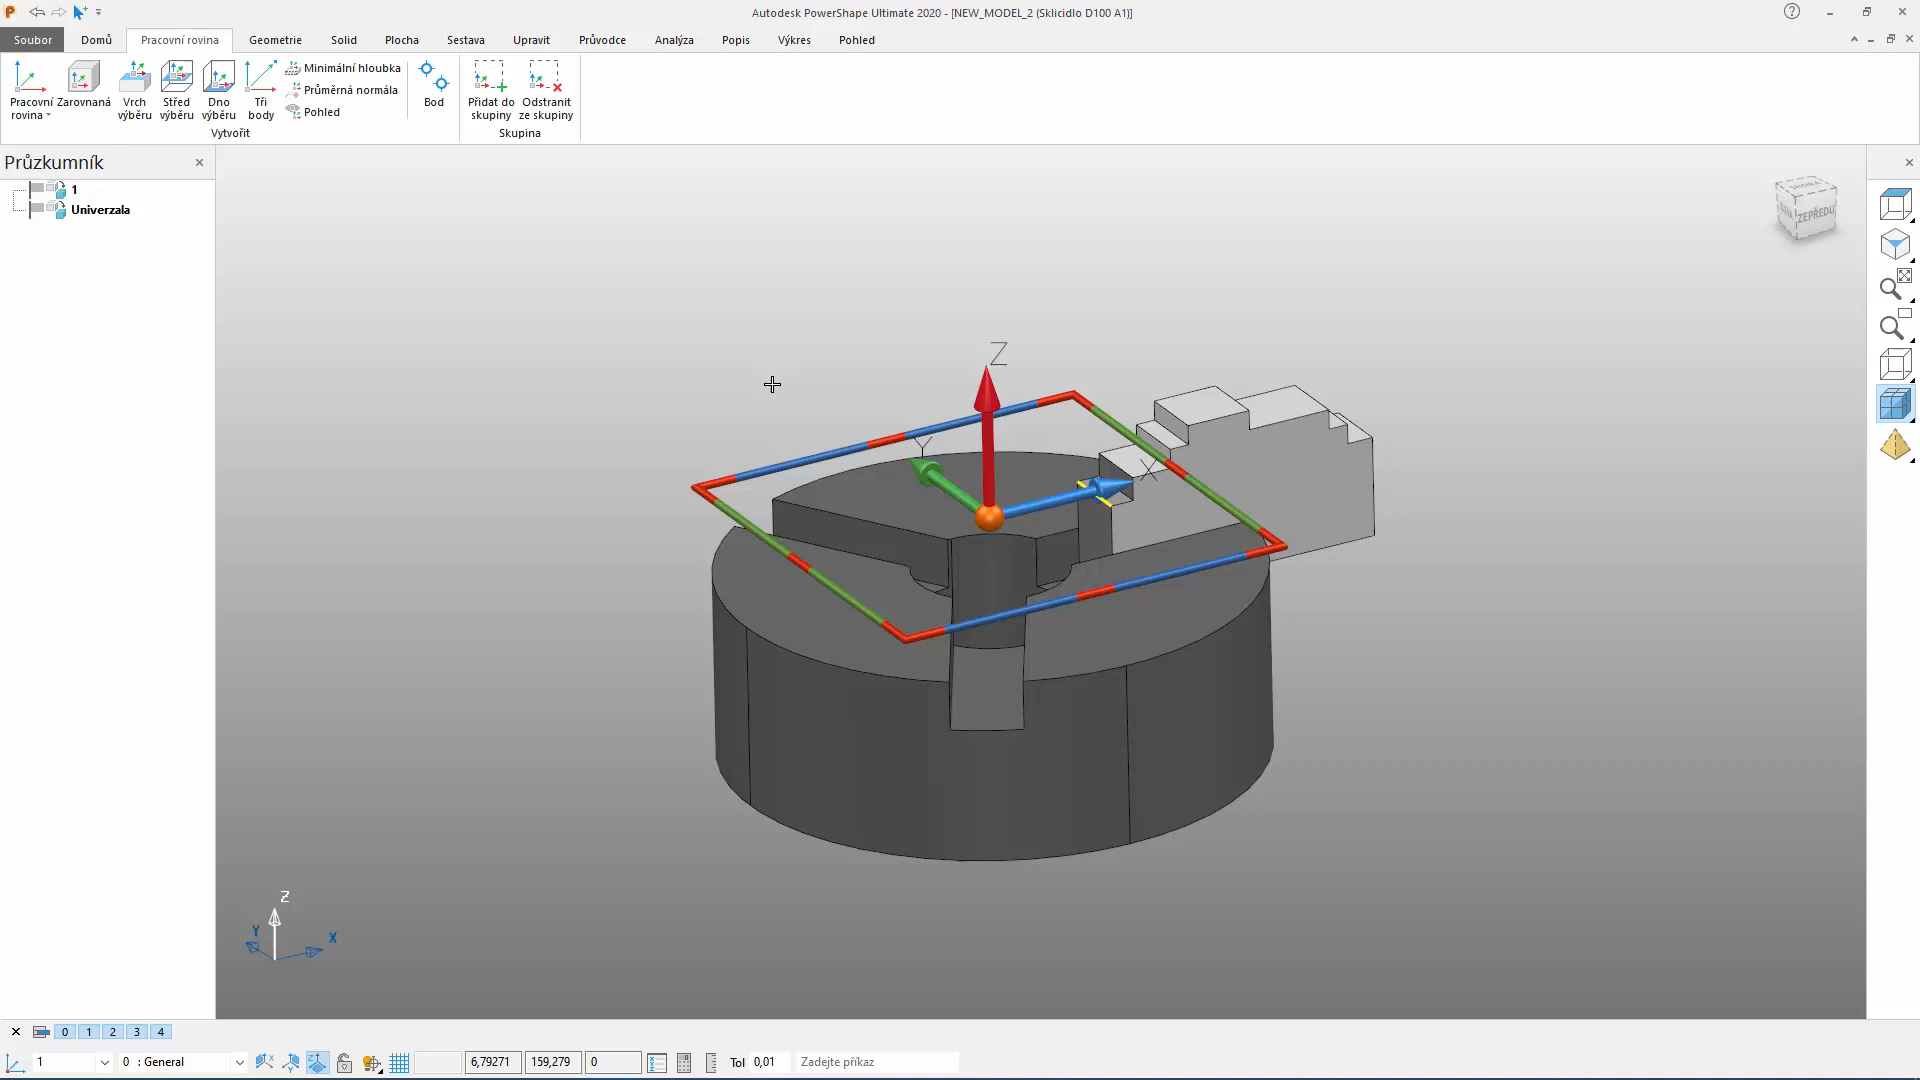 Autodesk PowerShape Ultimate 2020 - [NEW_MODEL_2 (Sklicidlo D100 A1)]
Soubor Domů Pracovní rovina Geometrie Solid Plocha Sestava Upravit Průvodce Analýza Popis Výkres Pohled
Pracovní rovina
Zarovnaná
Vrch výběru
Střed výběru
Dno výběru
Tři body
Minimální hloubka
Průměrná normála
Pohled
Bod
Přidat do skupiny
Odstranit ze skupiny
Vytvořit
Skupina
Průzkumník
1
Univerzala
SHORA
ZEPŘEDU
Z
Y
X
Z
Y
X
0 1 2 3 4
1 0 : General 6,79271 159,279 0 Tol 0,01 Zadejte příkaz